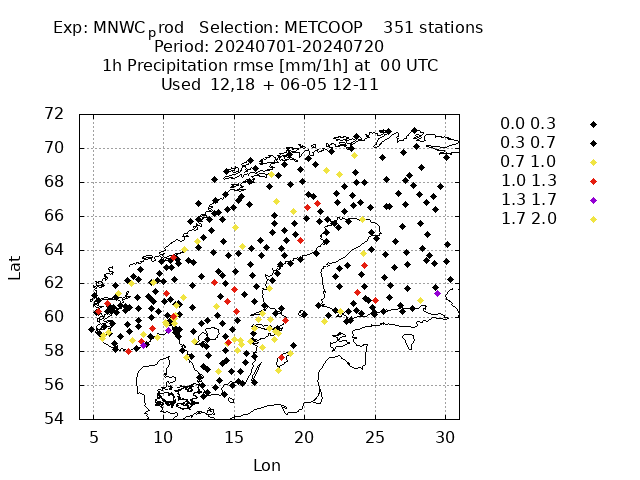 Exp: MNWCprod Selection: METCOOP 351 stations
Period: 20240701-20240720
1h Precipitation rmse [mm/1h] at 00 UTC
Used 12,18 + 06-05 12-11
72
70
68
66
64
62
60
58
56
54
Lat
5 10 15 20 25 30
Lon
0.0 0.3
0.3 0.7
0.7 1.0
1.0 1.3
1.3 1.7
1.7 2.0